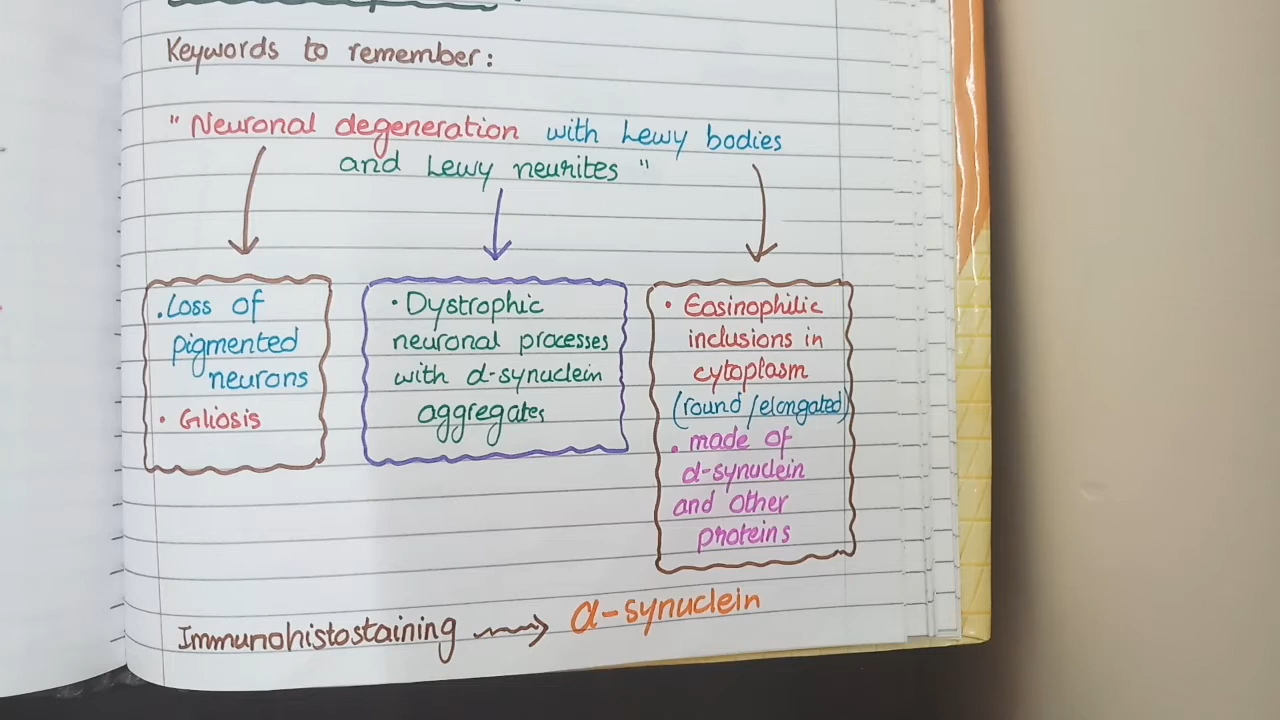 Keywords to remember:
" Neuronal degeneration with Lewy bodies
and Lewy neurites "
• Loss of
pigmented
neurons
• Gliosis
• Dystrophic
neuronal processes
with α-synuclein
aggregates
• Eosinophilic
inclusions in
cytoplasm
(round/elongated)
• made of
α-synuclein
and other
proteins
Immunohistostaining → α-synuclein